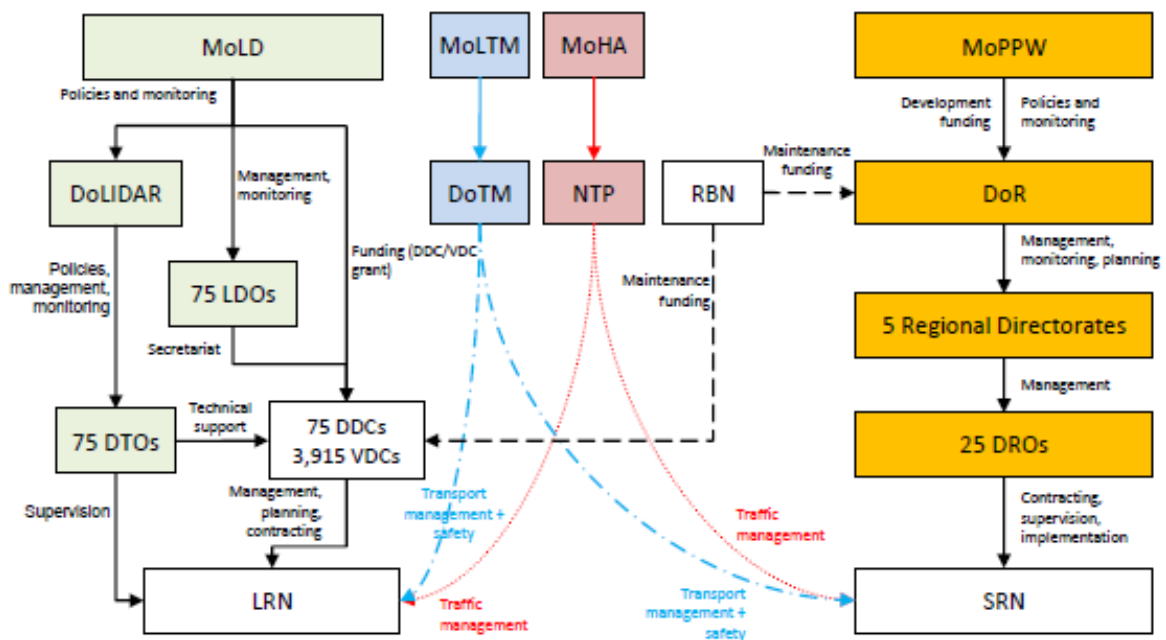 MoLD
MoLTM
MoHA
MoPPW
Policies and monitoring
Development
funding
Policies and
monitoring
Maintenance
funding
DoLIDAR
Management,
monitoring
DoTM
NTP
RBN
DoR
Funding (DDC/VDC
grant)
Management,
monitoring, planning
Policies,
management,
monitoring
75 LDOs
Maintenance
funding
5 Regional Directorates
Secretariat
Management
75 DTOs
Technical
support
75 DDCs
3,915 VDCs
25 DROs
Supervision
Management,
planning,
contracting
Transport
management +
safety
Traffic
management
Contracting,
supervision,
implementation
LRN
Traffic
management
Transport
management +
safety
SRN